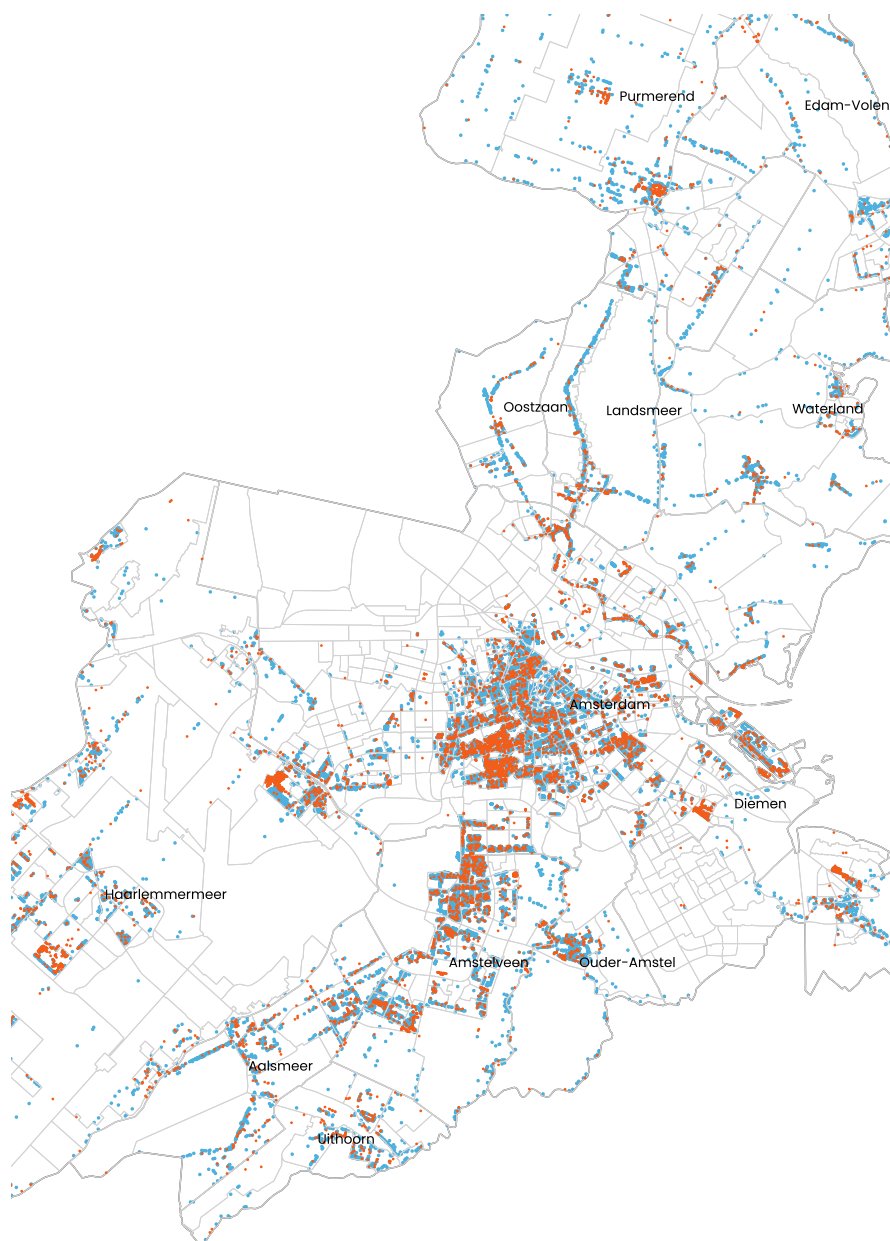 Purmerend
Edam-Volen
Oostzaan
Landsmeer
Waterland
Amsterdam
Diemen
Haarlemmermeer
Amstelveen
Ouder-Amstel
Aalsmeer
Uithoorn